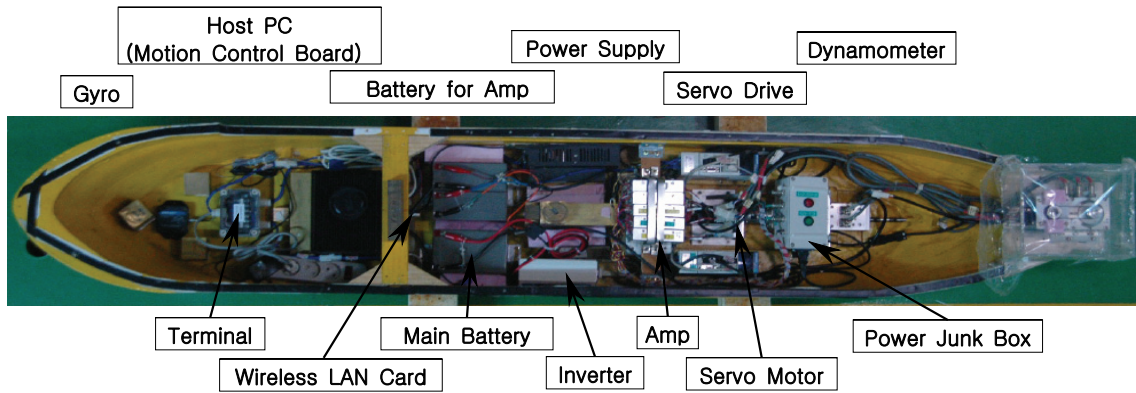 Host PC
(Motion Control Board)
Power Supply
Dynamometer
Gyro
Battery for Amp
Servo Drive
Terminal
Main Battery
Amp
Power Junk Box
Wireless LAN Card
Inverter
Servo Motor